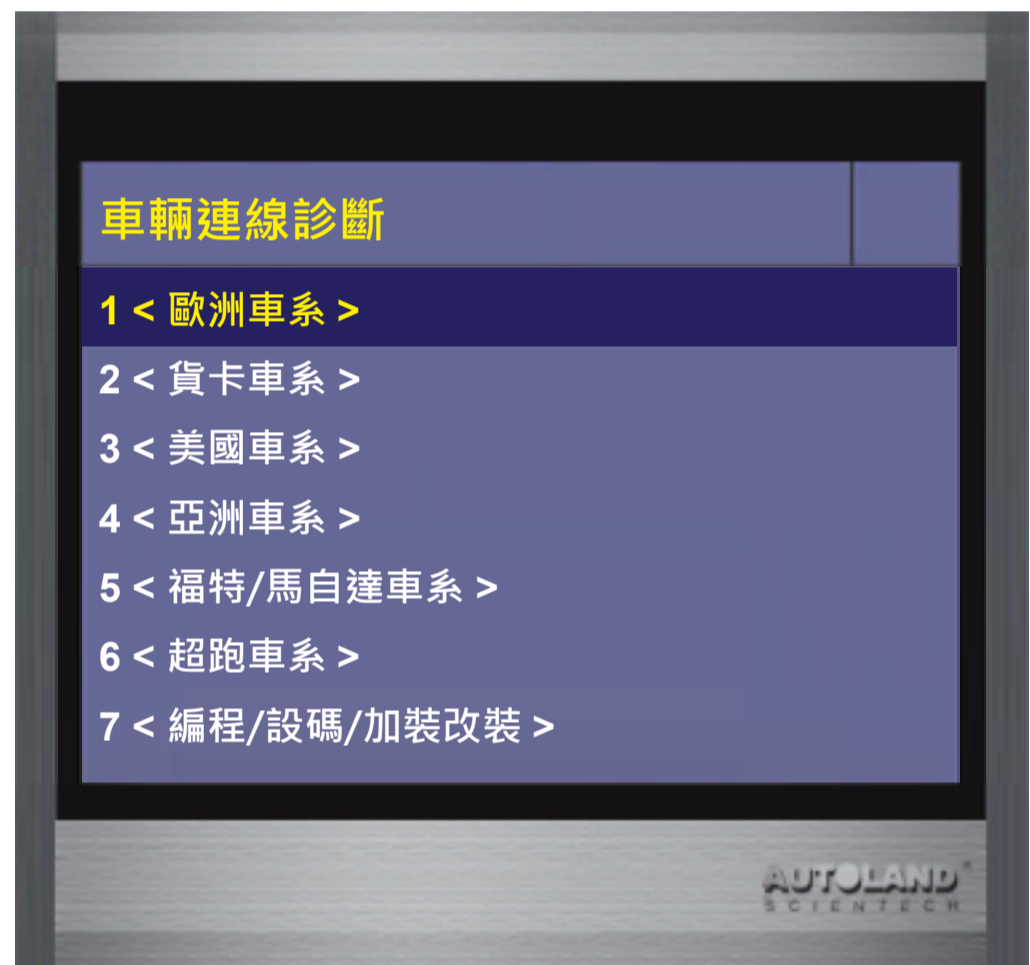 車輛連線診斷
1 < 歐洲車系 >
2 < 貨卡車系 >
3 < 美國車系 >
4 < 亞洲車系 >
5 < 福特/馬自達車系 >
6 < 超跑車系 >
7 < 編程/設碼/加裝改裝 >
AUTOLAND
SCIENTECH